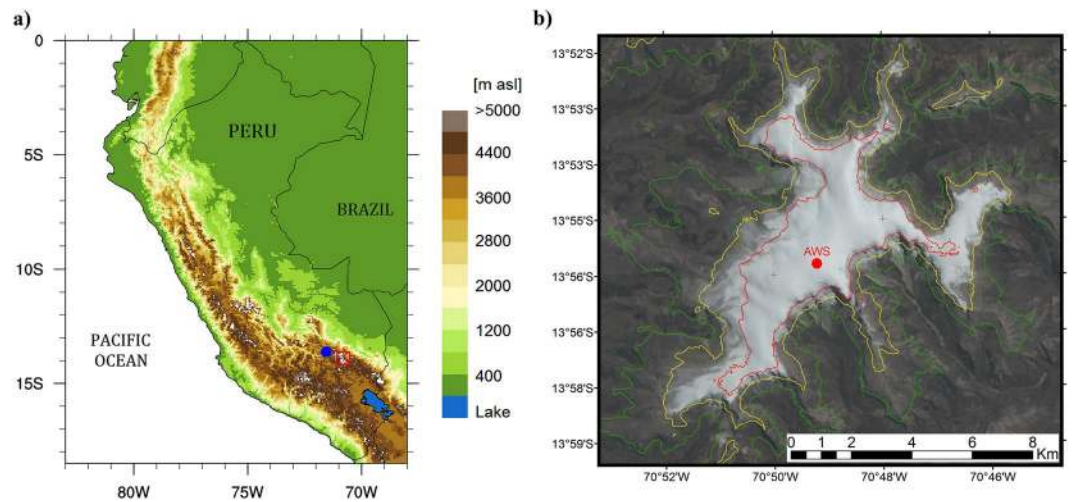 a)
0
5S
10S
15S
80W
75W
70W
PERU
BRAZIL
PACIFIC
OCEAN
[m asl]
>5000
4400
3600
2800
2000
1200
400
Lake
b)
13°52'S
13°53'S
13°53'S
13°55'S
13°56'S
13°56'S
13°58'S
13°59'S
AWS
0 1 2 4 6 8
Km
70°52'W
70°50'W
70°48'W
70°46'W